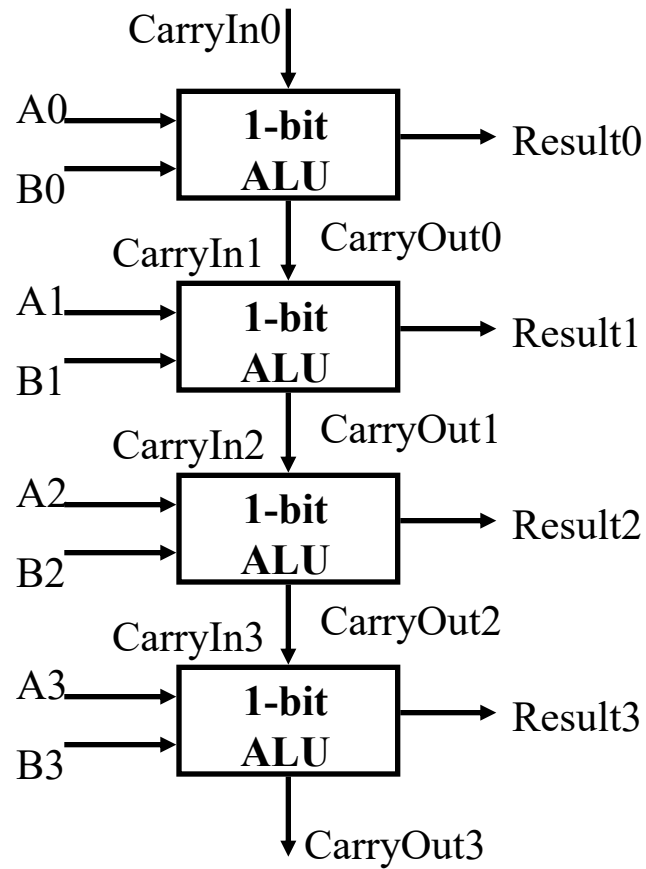 CarryIn0
A0
1-bit
ALU
Result0
B0
CarryIn1
CarryOut0
A1
1-bit
ALU
Result1
B1
CarryIn2
CarryOut1
A2
1-bit
ALU
Result2
B2
CarryIn3
CarryOut2
A3
1-bit
ALU
Result3
B3
CarryOut3